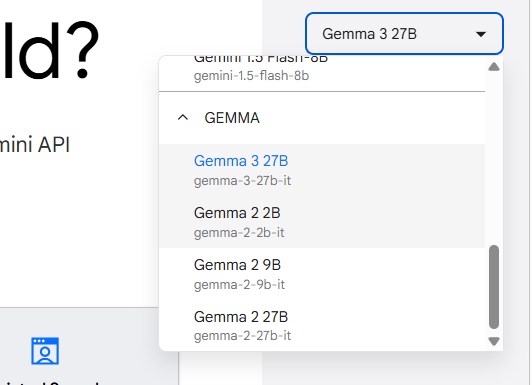 ld?
Gemma 3 27B
Gemini 1.5 Flash-8B
gemini-1.5-flash-8b
GEMMA
mini API
Gemma 3 27B
gemma-3-27b-it
Gemma 2 2B
gemma-2-2b-it
Gemma 2 9B
gemma-2-9b-it
Gemma 2 27B
gemma-2-27b-it